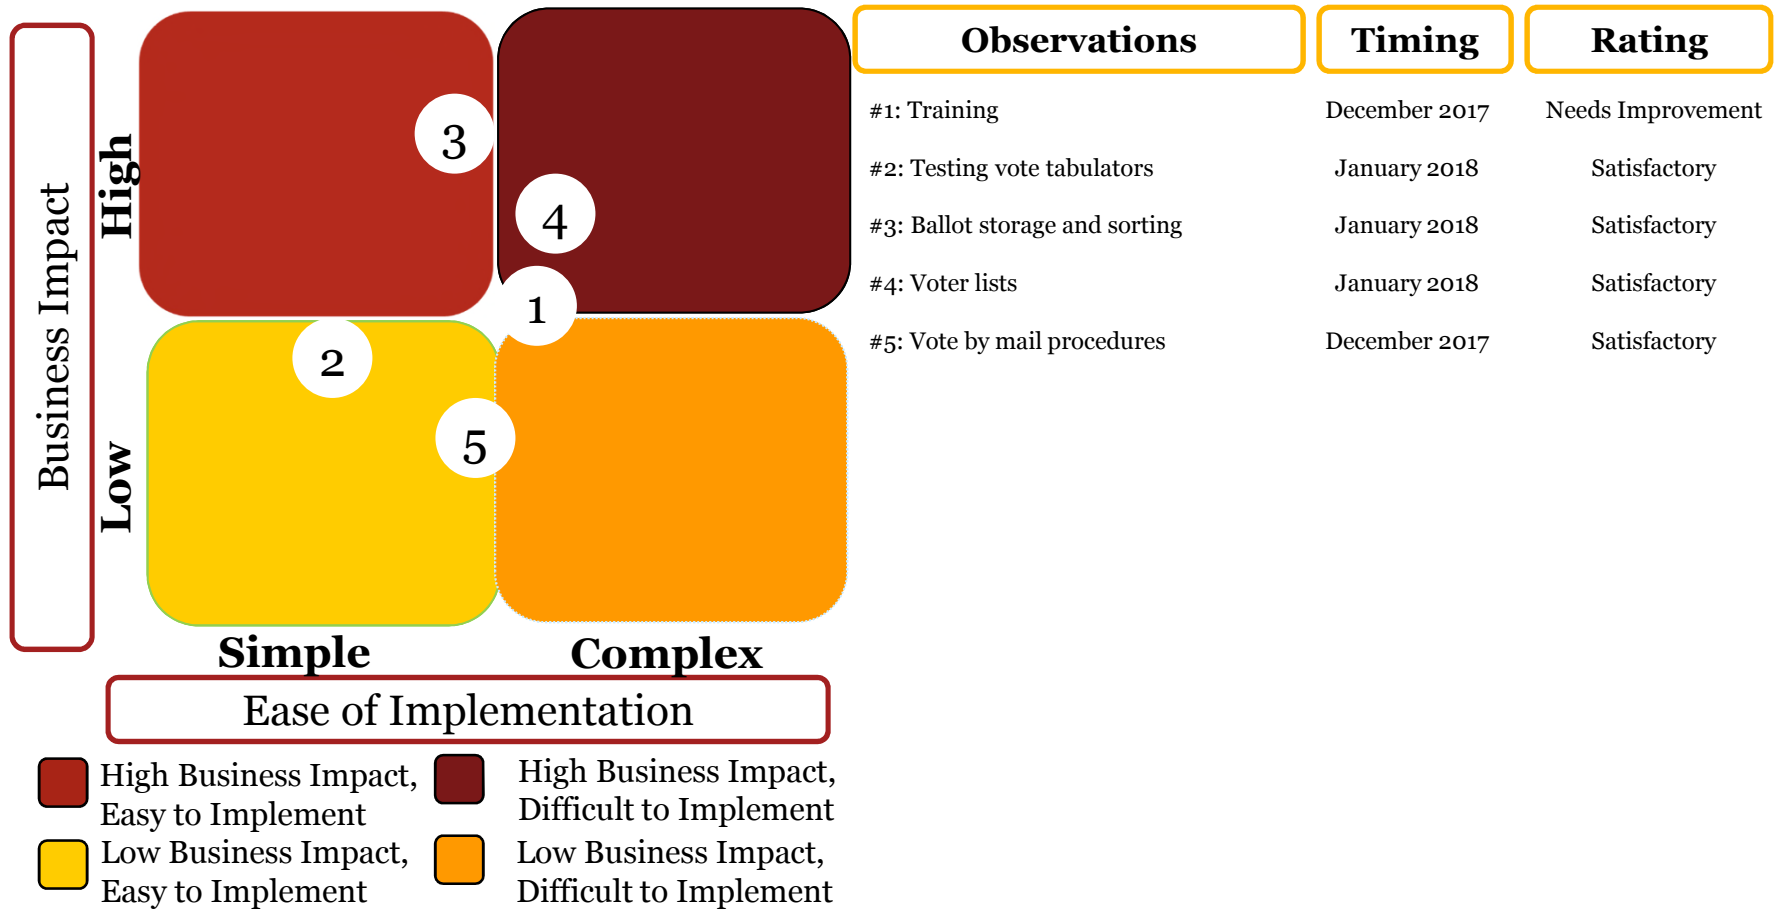 Business Impact
High
Low
3
4
1
2
5
Simple
Complex
Ease of Implementation
High Business Impact,
Easy to Implement
High Business Impact,
Difficult to Implement
Low Business Impact,
Easy to Implement
Low Business Impact,
Difficult to Implement
Observations Timing Rating
#1: Training December 2017 Needs Improvement
#2: Testing vote tabulators January 2018 Satisfactory
#3: Ballot storage and sorting January 2018 Satisfactory
#4: Voter lists January 2018 Satisfactory
#5: Vote by mail procedures December 2017 Satisfactory